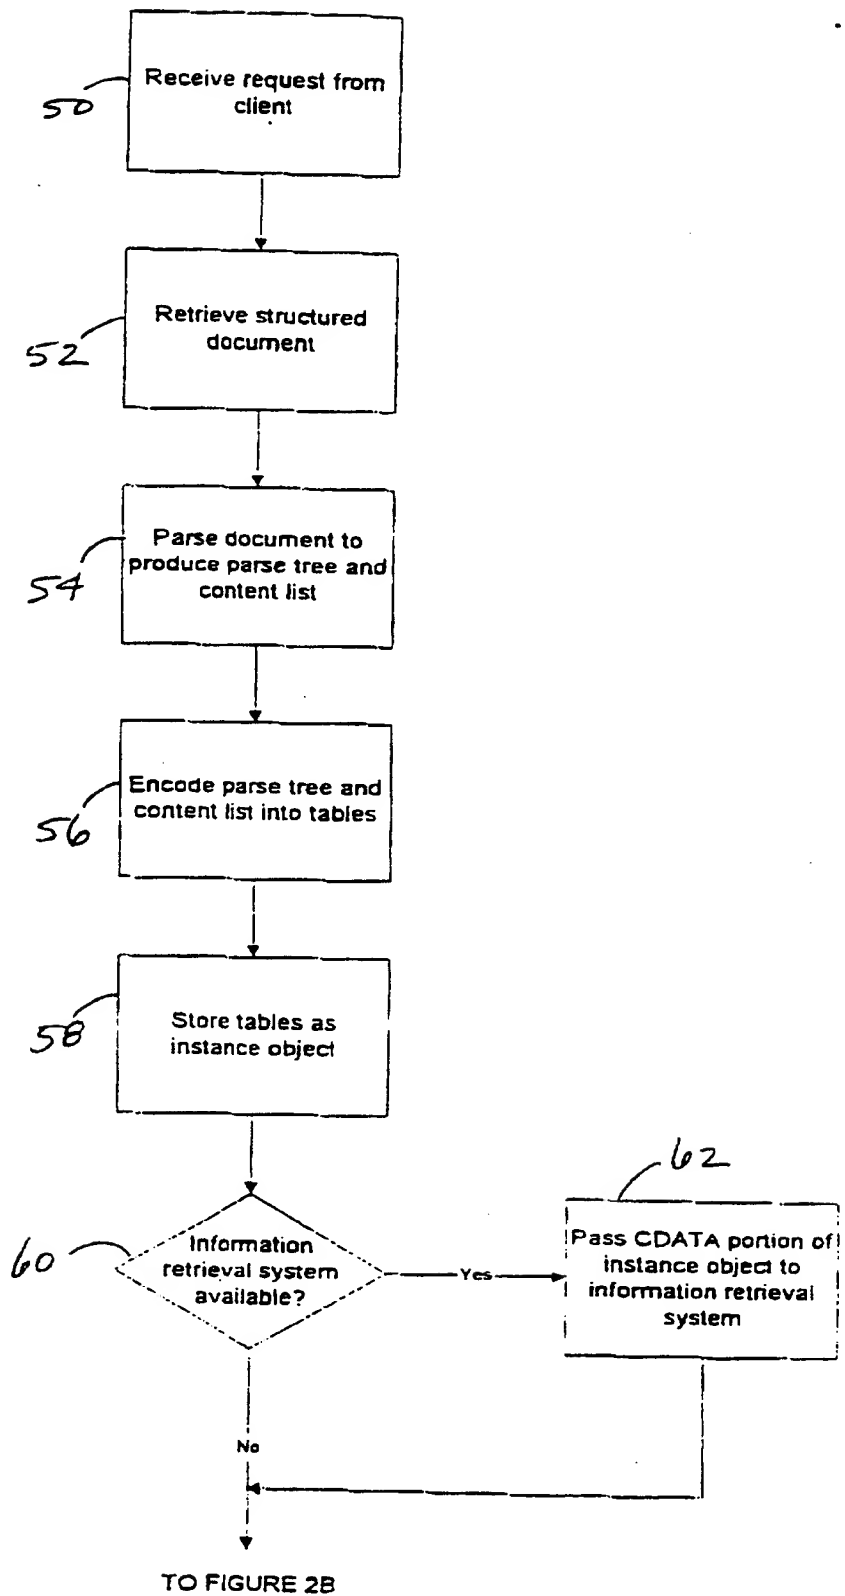 Receive request from
client
50
Retrieve structured
document
52
Parse document to
produce parse tree and
content list
54
Encode parse tree and
content list into tables
56
Store tables as
instance object
58
62
Information
retrieval system
available?
60
Yes
Pass CDATA portion of
instance object to
information retrieval
system
No
TO FIGURE 2B